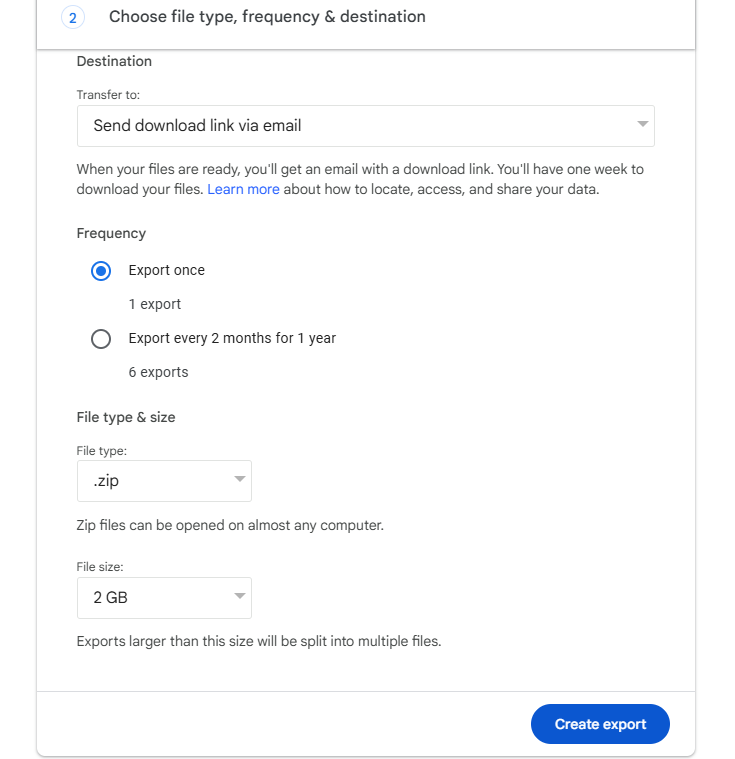 2 Choose file type, frequency & destination
Destination
Transfer to:
Send download link via email
When your files are ready, you'll get an email with a download link. You'll have one week to
download your files. Learn more about how to locate, access, and share your data.
Frequency
Export once
1 export
Export every 2 months for 1 year
6 exports
File type & size
File type:
.zip
Zip files can be opened on almost any computer.
File size:
2 GB
Exports larger than this size will be split into multiple files.
Create export